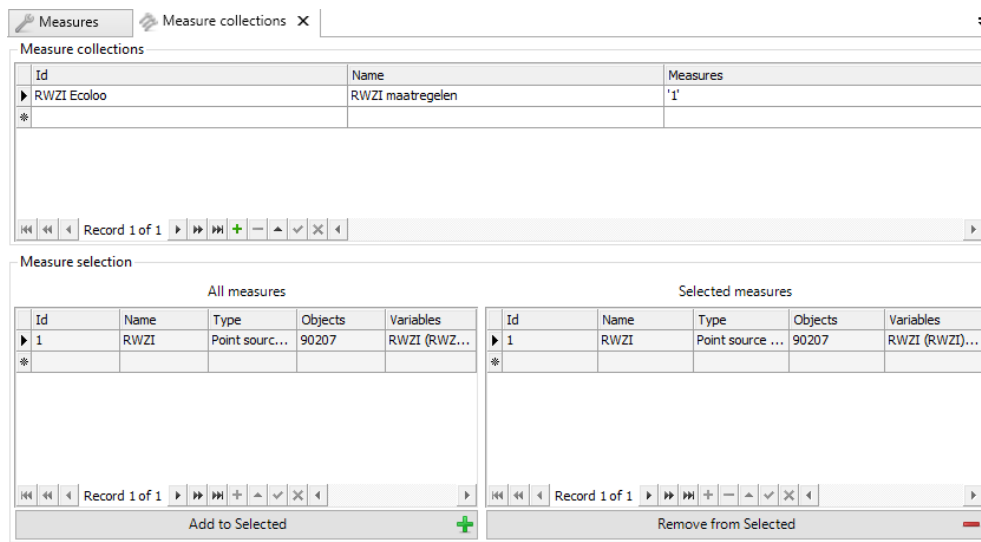 Measures Measure collections
Measure collections
Id Name Measures
RWZI Ecoloo RWZI maatregelen '1'
Record 1 of 1
Measure selection
All measures Selected measures
Id Name Type Objects Variables Id Name Type Objects Variables
1 RWZI Point sourc... 90207 RWZI (RWZ... 1 RWZI Point source ... 90207 RWZI (RWZI)...
Record 1 of 1 Record 1 of 1
Add to Selected Remove from Selected